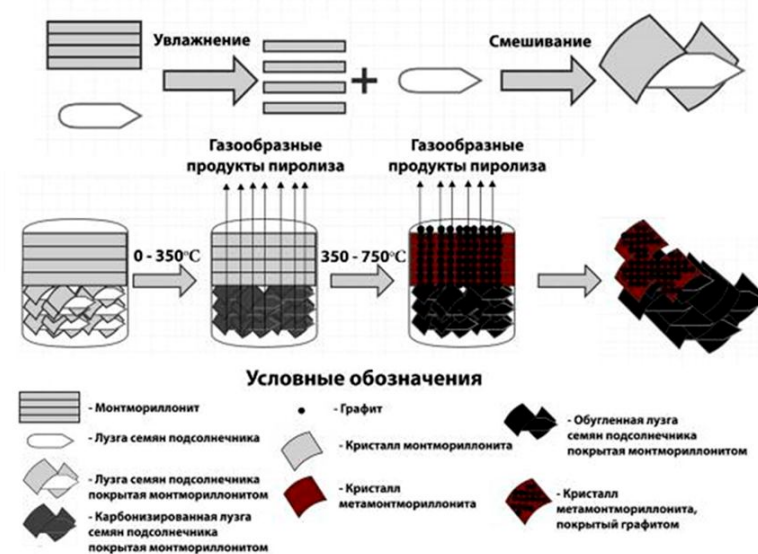 Увлажнение
Смешивание
Газообразные
продукты пиролиза
Газообразные
продукты пиролиза
0 - 350°С
350 - 750°С
Условные обозначения
- Монтмориллонит
- Лузга семян подсолнечника
- Лузга семян подсолнечника
покрытая монтмориллонитом
- Карбонизированная лузга
семян подсолнечника
покрытая монтмориллонитом
- Графит
- Кристалл монтмориллонита
- Кристалл
метамонтмориллонита
- Обугленная лузга
семян подсолнечника
покрытая монтмориллонитом
- Кристалл
метамонтмориллонита,
покрытый графитом